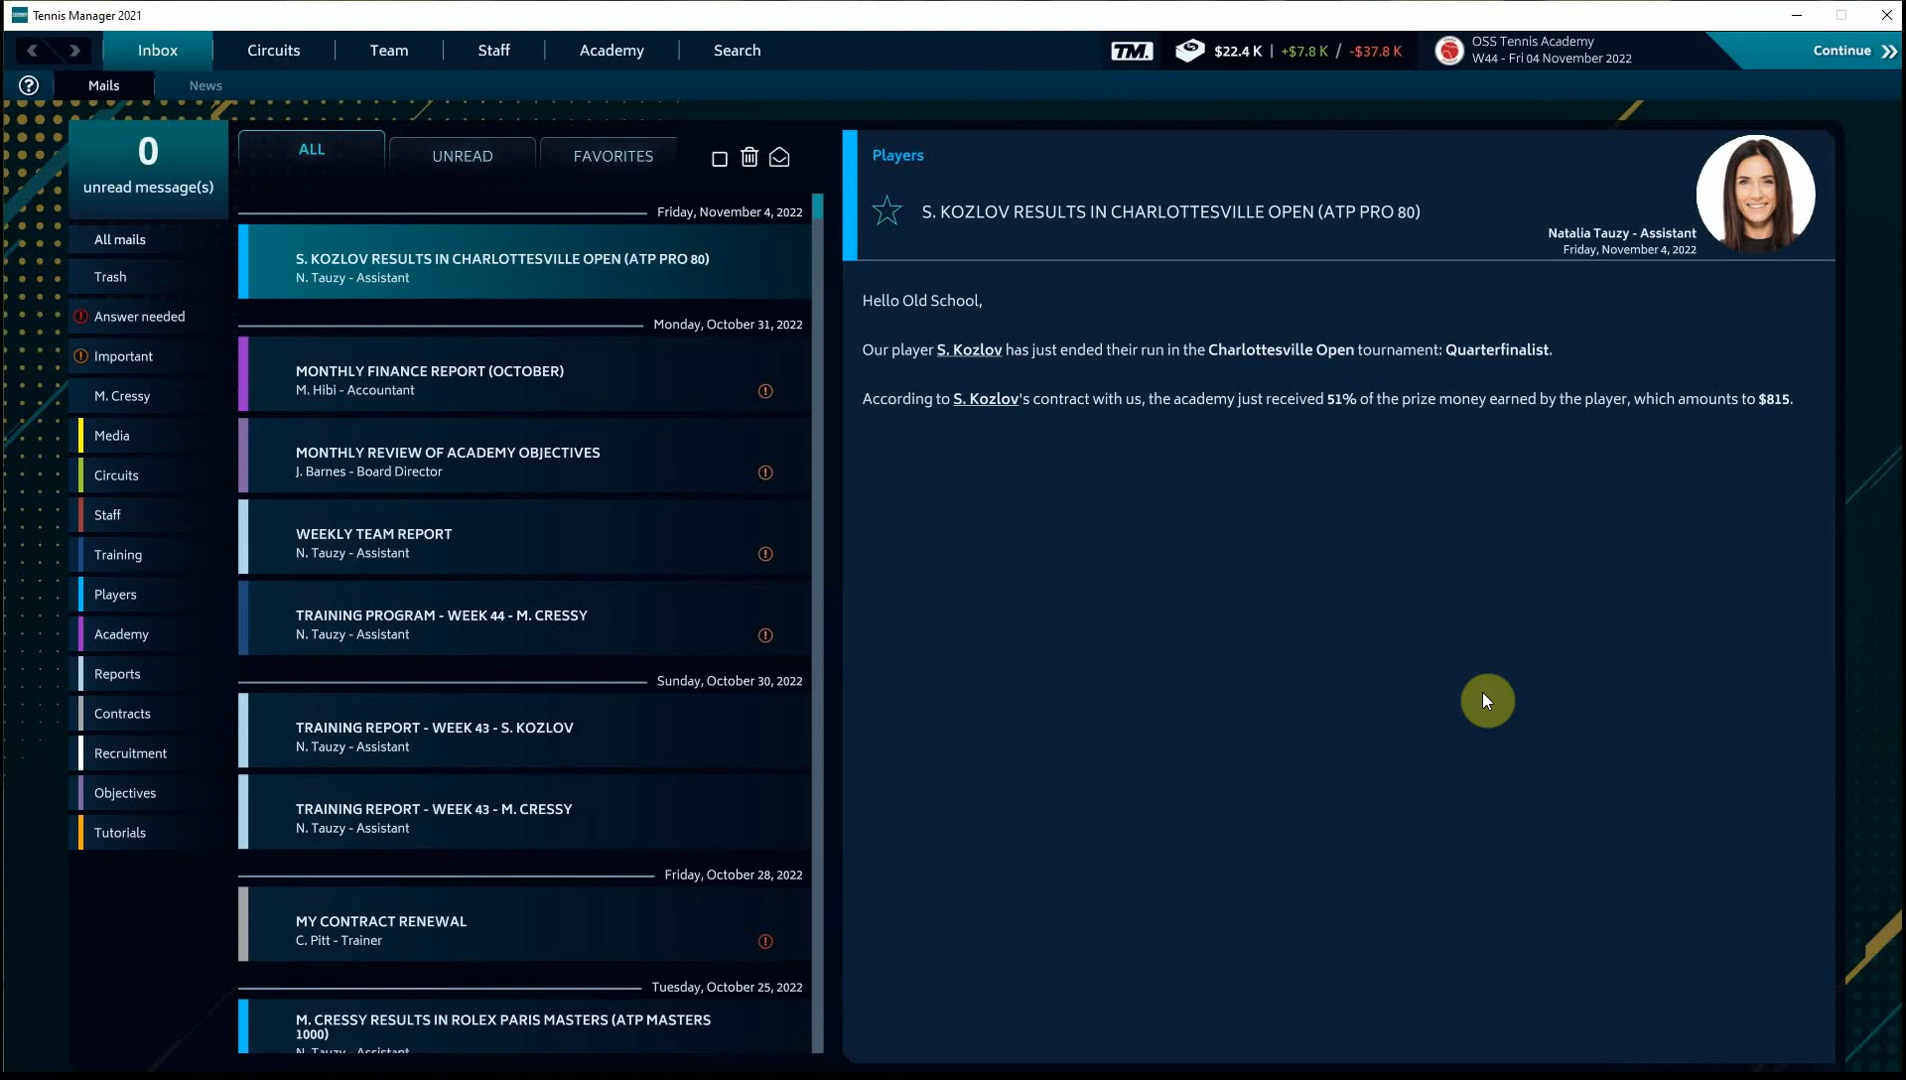 Tennis Manager 2021
Inbox
Circuits
Team
Staff
Academy
Search
TM.
$22.4 K | +$7.8 K / -$37.8 K
OSS Tennis Academy
W44 - Fri 04 November 2022
Continue
Mails
News
0
unread message(s)
All mails
Trash
Answer needed
Important
M. Cressy
Media
Circuits
Staff
Training
Players
Academy
Reports
Contracts
Recruitment
Objectives
Tutorials
ALL
UNREAD
FAVORITES
Friday, November 4, 2022
S. KOZLOV RESULTS IN CHARLOTTESVILLE OPEN (ATP PRO 80)
N. Tauzy - Assistant
Monday, October 31, 2022
MONTHLY FINANCE REPORT (OCTOBER)
M. Hibi - Accountant
MONTHLY REVIEW OF ACADEMY OBJECTIVES
J. Barnes - Board Director
WEEKLY TEAM REPORT
N. Tauzy - Assistant
TRAINING PROGRAM - WEEK 44 - M. CRESSY
N. Tauzy - Assistant
Sunday, October 30, 2022
TRAINING REPORT - WEEK 43 - S. KOZLOV
N. Tauzy - Assistant
TRAINING REPORT - WEEK 43 - M. CRESSY
N. Tauzy - Assistant
Friday, October 28, 2022
MY CONTRACT RENEWAL
C. Pitt - Trainer
Tuesday, October 25, 2022
M. CRESSY RESULTS IN ROLEX PARIS MASTERS (ATP MASTERS
1000)
N. Tauzy - Assistant
Players
S. KOZLOV RESULTS IN CHARLOTTESVILLE OPEN (ATP PRO 80)
Natalia Tauzy - Assistant
Friday, November 4, 2022
Hello Old School,
Our player S. Kozlov has just ended their run in the Charlottesville Open tournament: Quarterfinalist.
According to S. Kozlov's contract with us, the academy just received 51% of the prize money earned by the player, which amounts to $815.